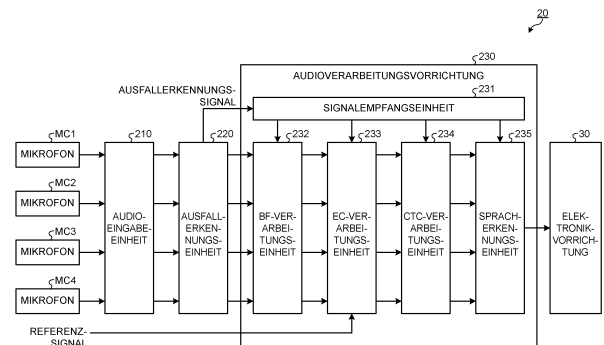 20
230
AUDIOVERARBEITUNGSVORRICHTUNG
AUSFALLERKENNUNGS-
SIGNAL
231
SIGNALEMPFANGSEINHEIT
MC1
MIKROFON
MC2
MIKROFON
MC3
MIKROFON
MC4
MIKROFON
210
AUDIO-
EINGABE-
EINHEIT
220
AUSFALL-
ERKEN-
NUNGS-
EINHEIT
232
BF-VER-
ARBEI-
TUNGS-
EINHEIT
233
EC-VER-
ARBEI-
TUNGS-
EINHEIT
234
CTC-VER-
ARBEI-
TUNGS-
EINHEIT
235
SPRACH-
ERKEN-
NUNGS-
EINHEIT
30
ELEK-
TRONIK-
VORRICH-
TUNG
REFERENZ-
SIGNAL